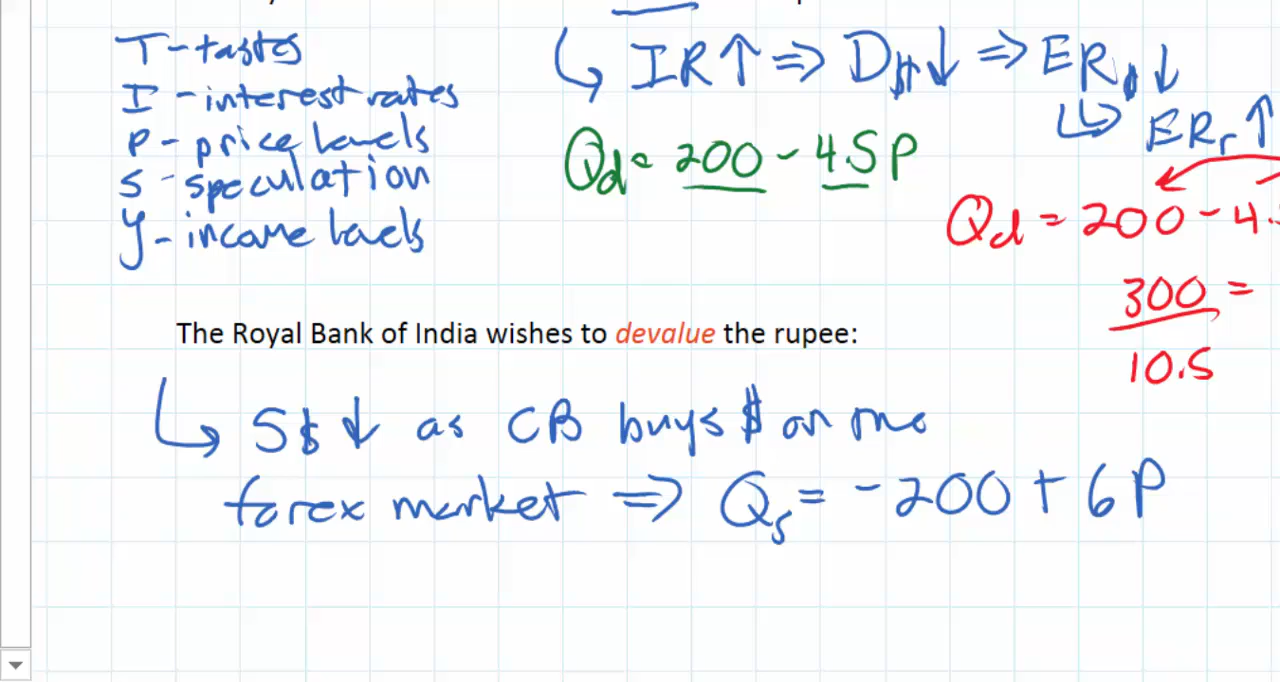 T - tastes
I - interest rates
P - price levels
S - speculation
Y - income levels
IR↑ ⇒ D$↓ ⇒ ER$↓
ERr↑
Qd = 200 - 4.5P
Qd = 200 - 4.
300 =
10.5
The Royal Bank of India wishes to devalue the rupee:
S$↓ as CB buys $ on the
forex market ⇒ Qs = -200 + 6P